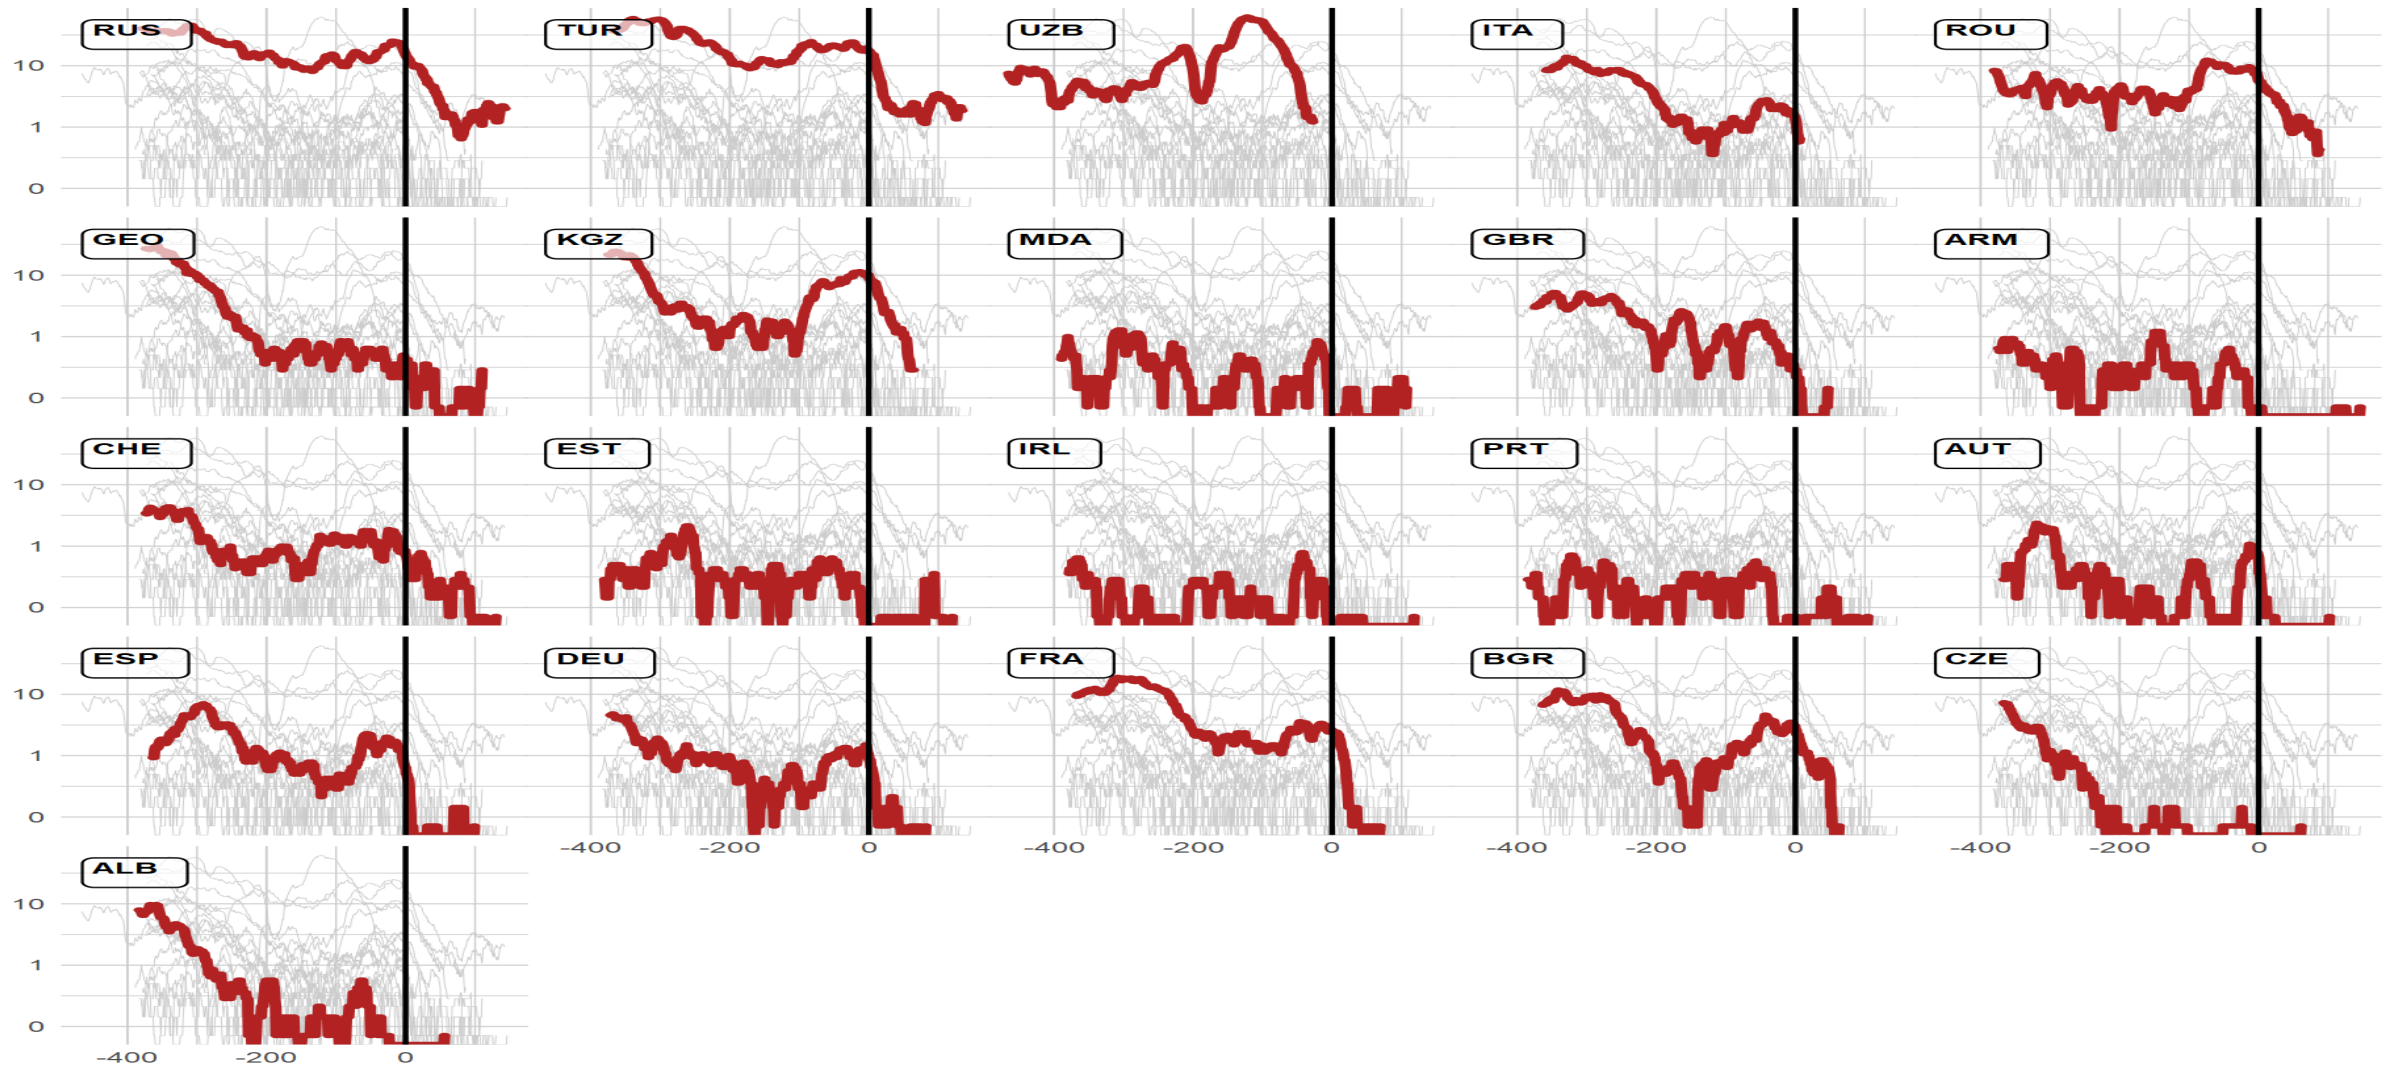 RUS TUR UZB ITA ROU
10
1
0
GEO KGZ MDA GBR ARM
10
1
0
CHE EST IRL PRT AUT
10
1
0
ESP DEU FRA BGR CZE
10
1
0
-400 -200 0 -400 -200 0 -400 -200 0 -400 -200 0
ALB
10
1
0
-400 -200 0